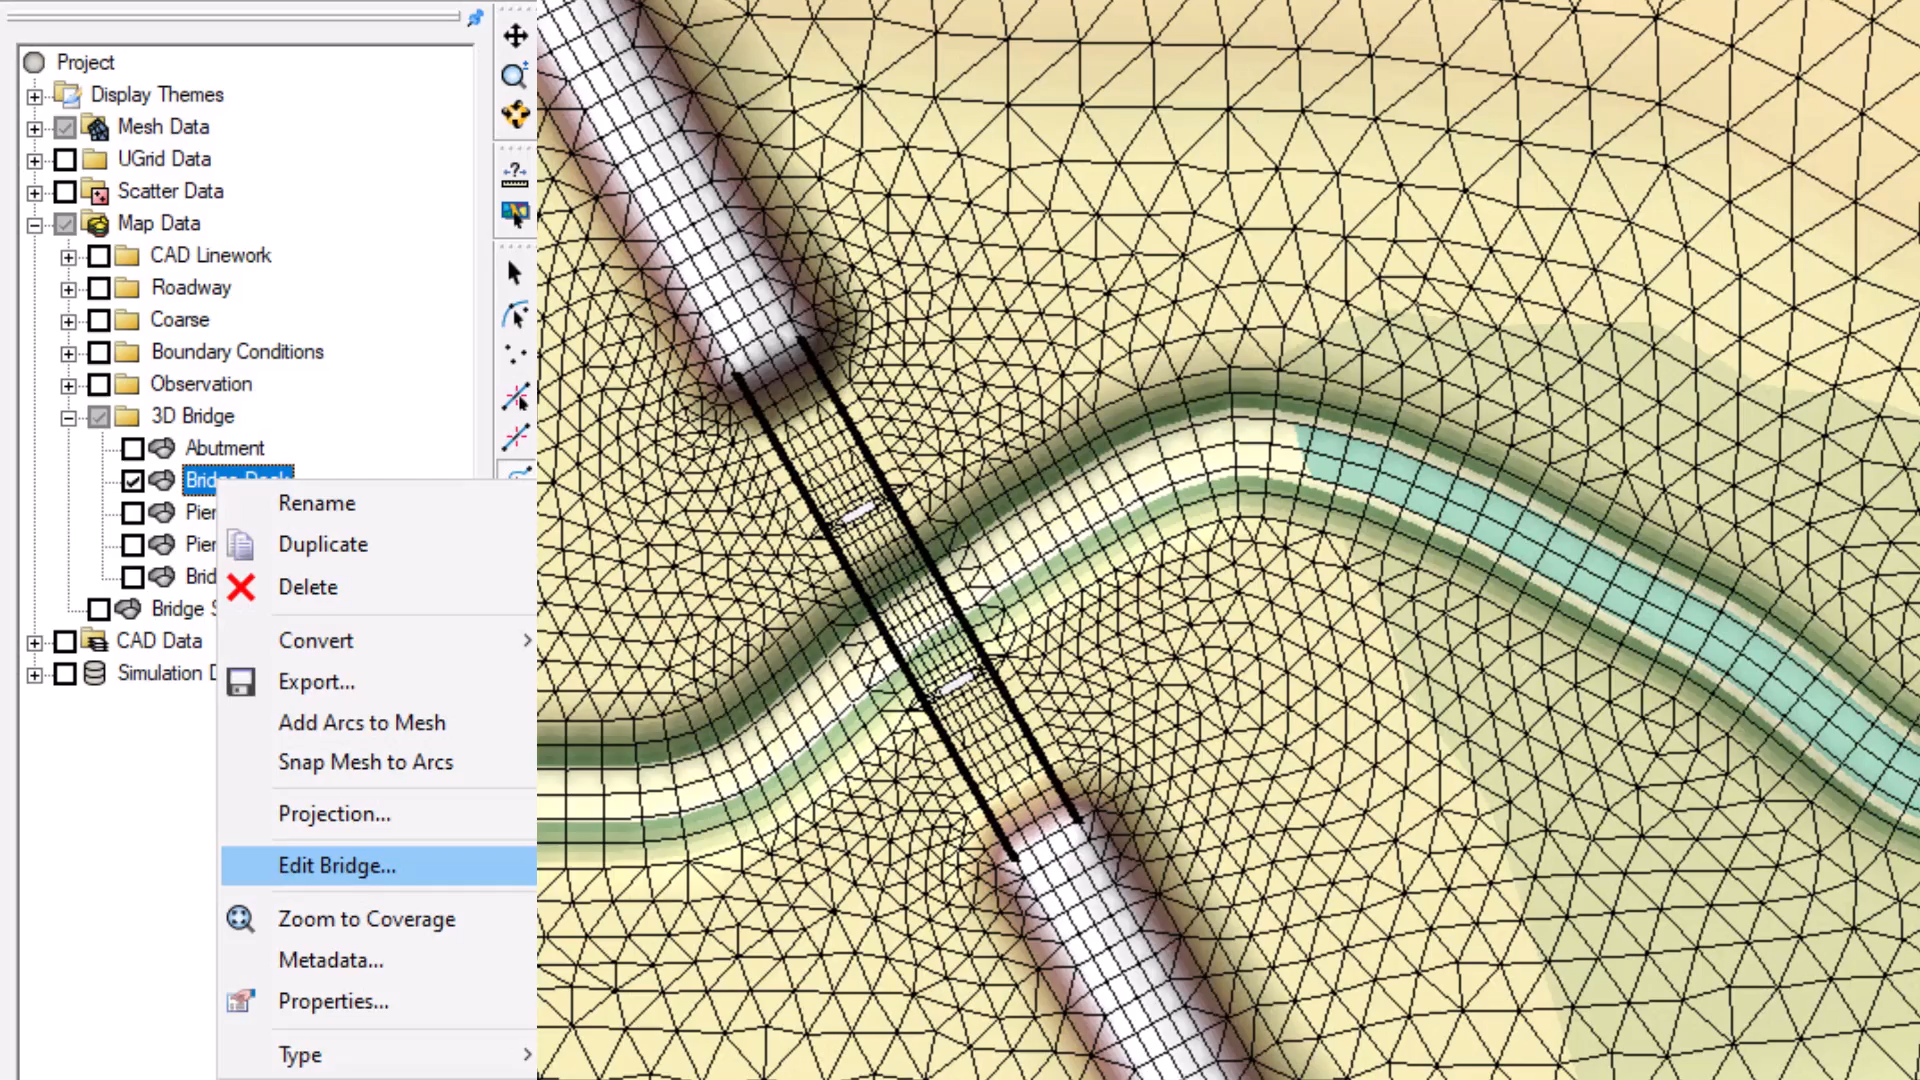 Project
Display Themes
Mesh Data
UGrid Data
Scatter Data
Map Data
CAD Linework
Roadway
Coarse
Boundary Conditions
Observation
3D Bridge
Abutment
Bridge Deck
Pier
Pier
Brid
Bridge S
CAD Data
Simulation D
Rename
Duplicate
Delete
Convert
Export...
Add Arcs to Mesh
Snap Mesh to Arcs
Projection...
Edit Bridge...
Zoom to Coverage
Metadata...
Properties...
Type